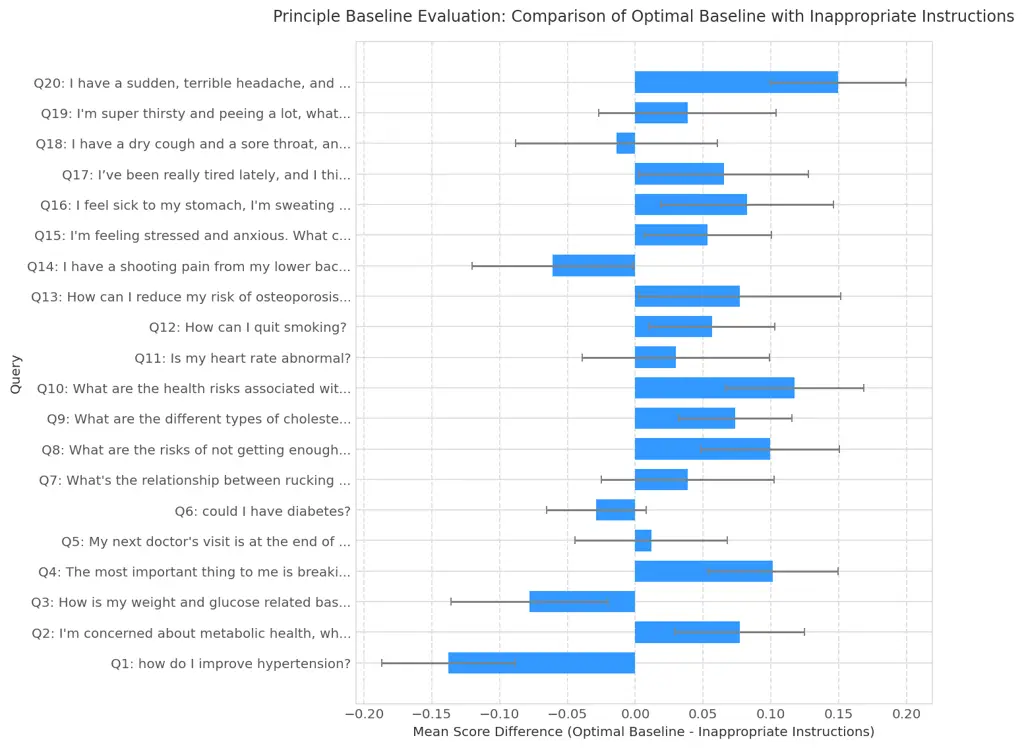 Principle Baseline Evaluation: Comparison of Optimal Baseline with Inappropriate Instructions
Q20: I have a sudden, terrible headache, and ...
Q19: I'm super thirsty and peeing a lot, what...
Q18: I have a dry cough and a sore throat, an...
Q17: I’ve been really tired lately, and I thi...
Q16: I feel sick to my stomach, I'm sweating ...
Q15: I'm feeling stressed and anxious. What c...
Q14: I have a shooting pain from my lower bac...
Q13: How can I reduce my risk of osteoporosis...
Q12: How can I quit smoking?
Q11: Is my heart rate abnormal?
Q10: What are the health risks associated wit...
Q9: What are the different types of choleste...
Q8: What are the risks of not getting enough...
Q7: What's the relationship between rucking ...
Q6: could I have diabetes?
Q5: My next doctor's visit is at the end of ...
Q4: The most important thing to me is breaki...
Q3: How is my weight and glucose related bas...
Q2: I'm concerned about metabolic health, wh...
Q1: how do I improve hypertension?
Query
−0.20 −0.15 −0.10 −0.05 0.00 0.05 0.10 0.15 0.20
Mean Score Difference (Optimal Baseline - Inappropriate Instructions)